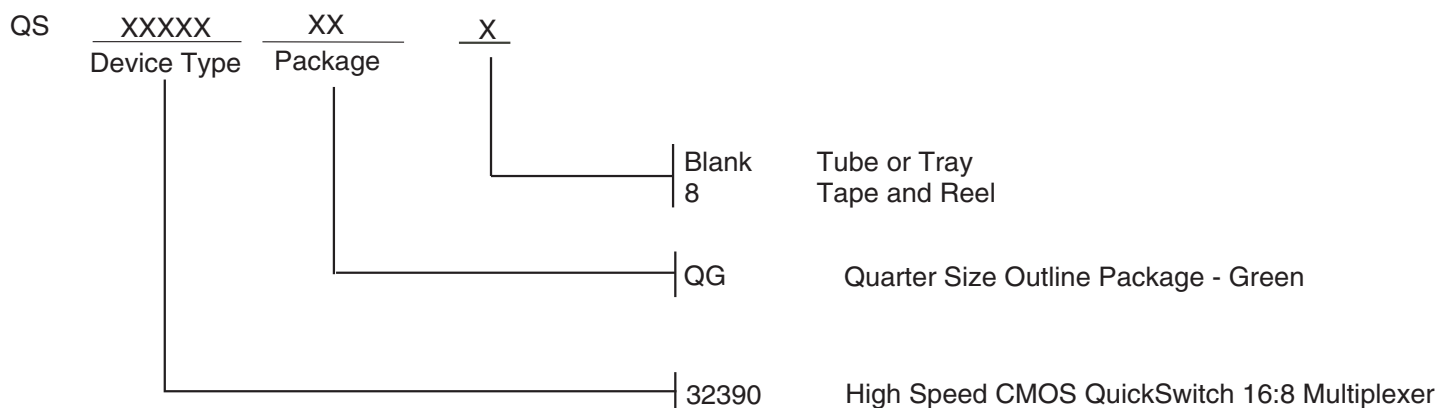 QS XXXXX XX X
Device Type Package
Blank Tube or Tray
8 Tape and Reel
QG Quarter Size Outline Package - Green
32390 High Speed CMOS QuickSwitch 16:8 Multiplexer